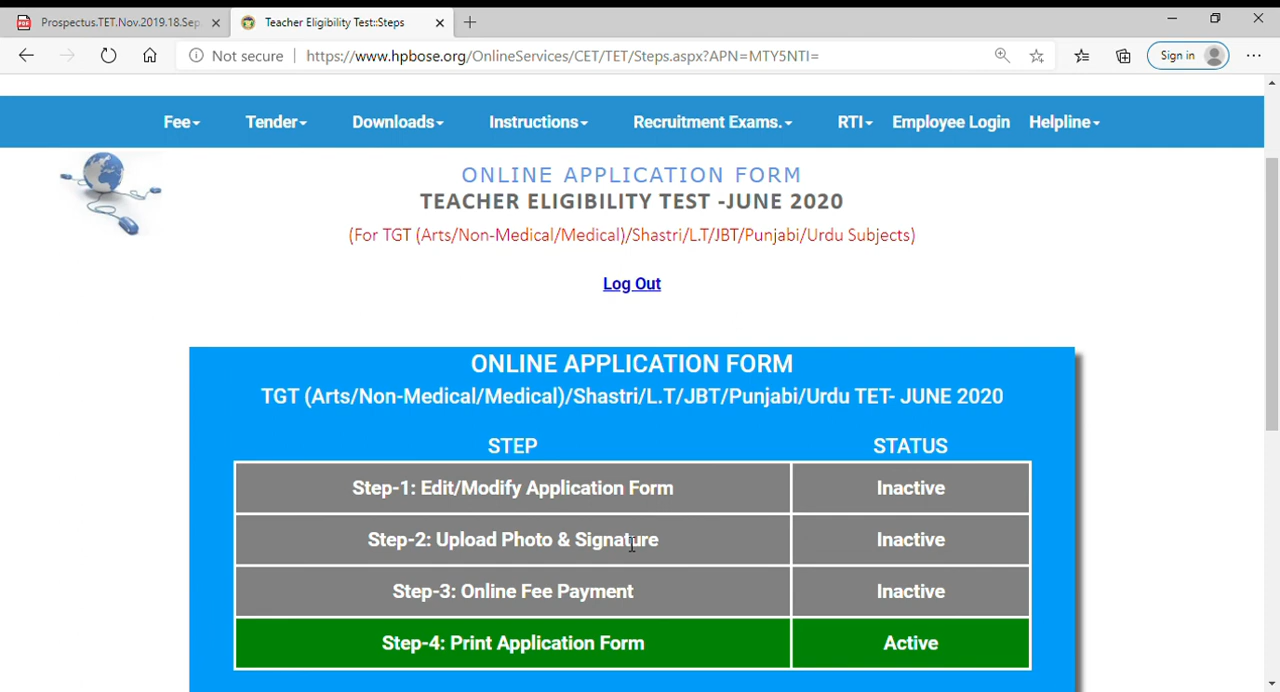 Prospectus.TET.Nov.2019.18.Sep
Teacher Eligibility Test::Steps
Not secure
https://www.hpbose.org/OnlineServices/CET/TET/Steps.aspx?APN=MTY5NTI=
Sign in
Fee Tender Downloads Instructions Recruitment Exams. RTI Employee Login Helpline
ONLINE APPLICATION FORM
TEACHER ELIGIBILITY TEST -JUNE 2020
(For TGT (Arts/Non-Medical/Medical)/Shastri/L.T/JBT/Punjabi/Urdu Subjects)
Log Out
ONLINE APPLICATION FORM
TGT (Arts/Non-Medical/Medical)/Shastri/L.T/JBT/Punjabi/Urdu TET- JUNE 2020
STEP STATUS
Step-1: Edit/Modify Application Form Inactive
Step-2: Upload Photo & Signature Inactive
Step-3: Online Fee Payment Inactive
Step-4: Print Application Form Active